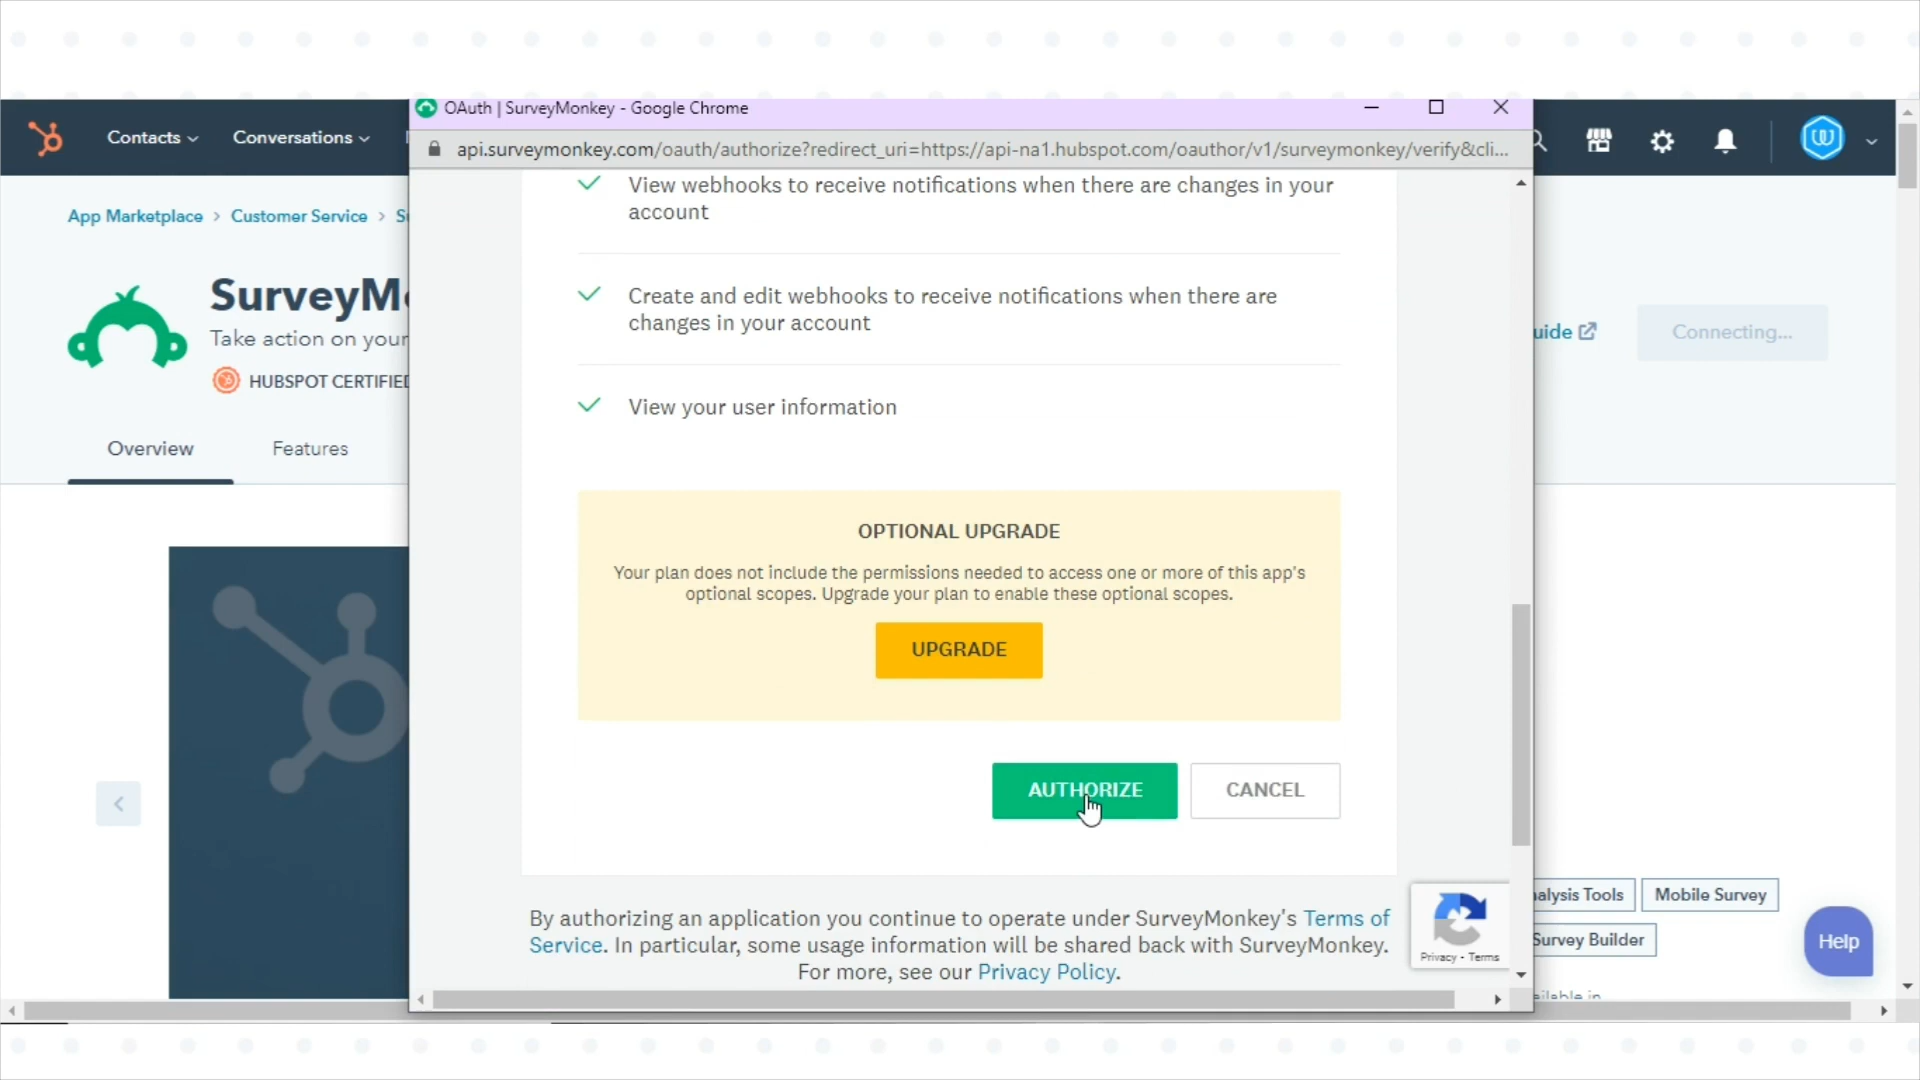 OAuth | SurveyMonkey - Google Chrome
api.surveymonkey.com/oauth/authorize?redirect_uri=https://api-na1.hubspot.com/oauthor/v1/surveymonkey/verify&cli...
Contacts
Conversations
App Marketplace > Customer Service >
SurveyMo
Take action on your
HUBSPOT CERTIFIED
Overview
Features
View webhooks to receive notifications when there are changes in your
account
Create and edit webhooks to receive notifications when there are
changes in your account
View your user information
OPTIONAL UPGRADE
Your plan does not include the permissions needed to access one or more of this app's
optional scopes. Upgrade your plan to enable these optional scopes.
UPGRADE
AUTHORIZE
CANCEL
By authorizing an application you continue to operate under SurveyMonkey's Terms of
Service. In particular, some usage information will be shared back with SurveyMonkey.
For more, see our Privacy Policy.
Privacy - Terms
uide
Connecting...
alysis Tools
Mobile Survey
Survey Builder
Help